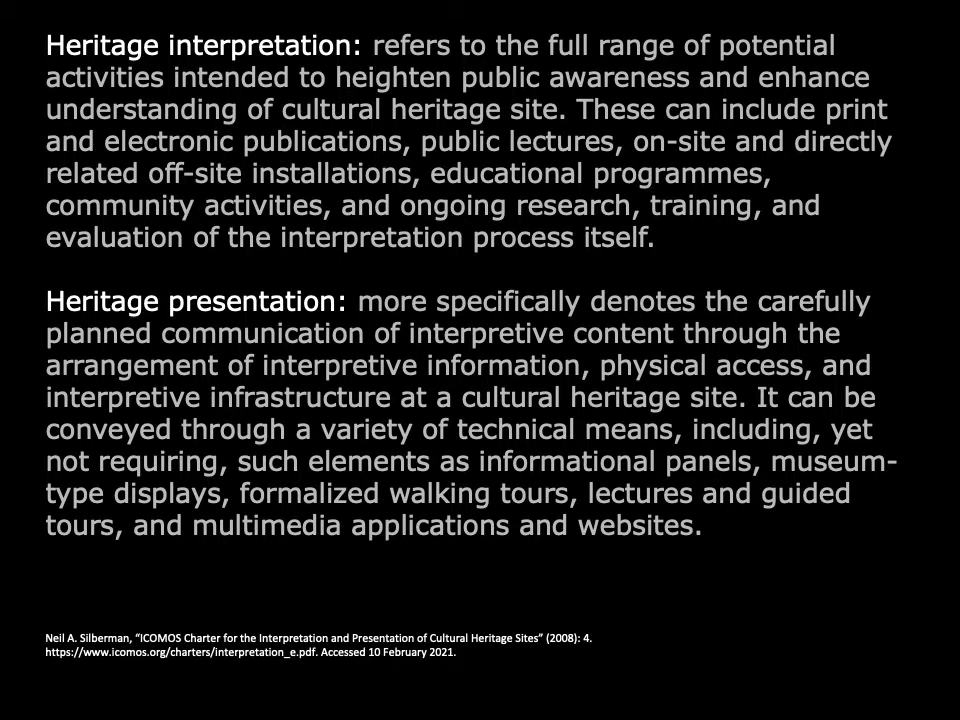 Heritage interpretation: refers to the full range of potential
activities intended to heighten public awareness and enhance
understanding of cultural heritage site. These can include print
and electronic publications, public lectures, on-site and directly
related off-site installations, educational programmes,
community activities, and ongoing research, training, and
evaluation of the interpretation process itself.
Heritage presentation: more specifically denotes the carefully
planned communication of interpretive content through the
arrangement of interpretive information, physical access, and
interpretive infrastructure at a cultural heritage site. It can be
conveyed through a variety of technical means, including, yet
not requiring, such elements as informational panels, museum-
type displays, formalized walking tours, lectures and guided
tours, and multimedia applications and websites.
Neil A. Silberman, “ICOMOS Charter for the Interpretation and Presentation of Cultural Heritage Sites” (2008): 4.
https://www.icomos.org/charters/interpretation_e.pdf. Accessed 10 February 2021.